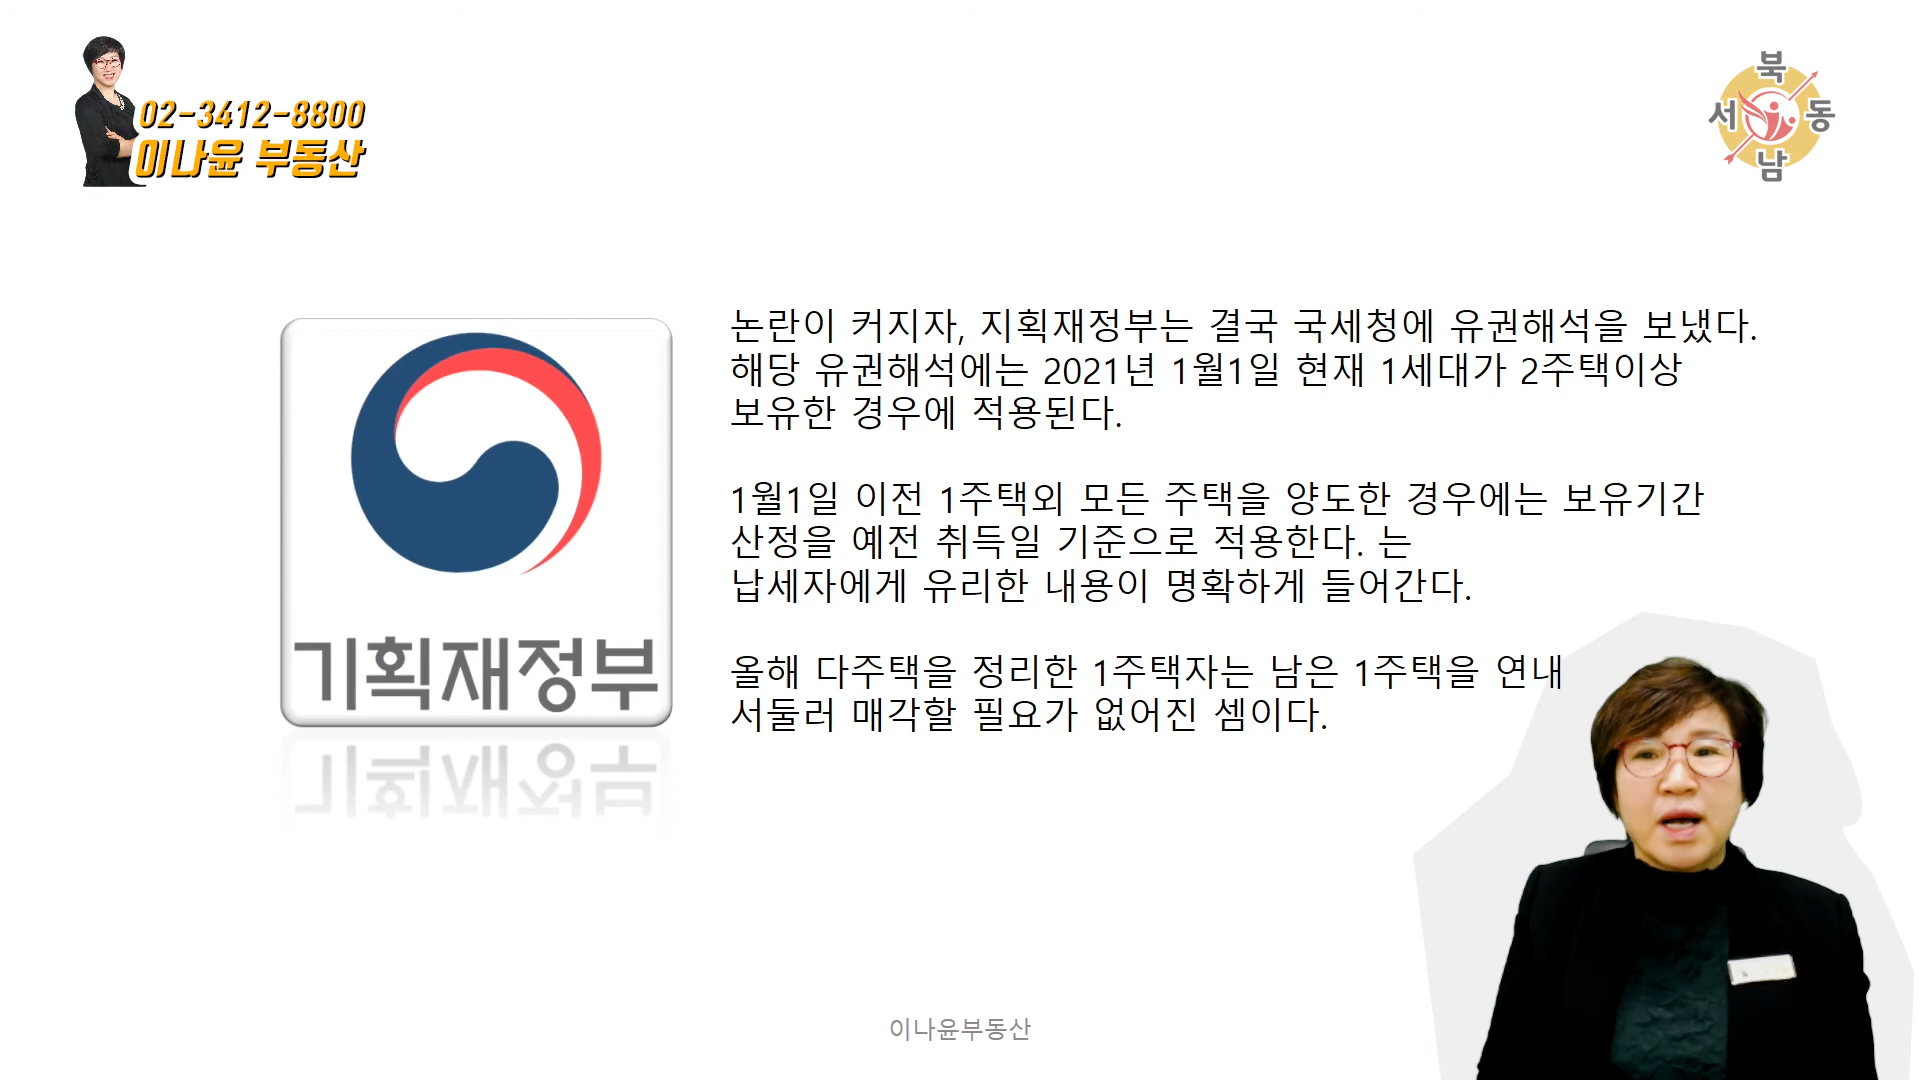 02-3412-8800
이나윤 부동산
북
서
동
남
논란이 커지자, 지획재정부는 결국 국세청에 유권해석을 보냈다.
해당 유권해석에는 2021년 1월1일 현재 1세대가 2주택이상
보유한 경우에 적용된다.
1월1일 이전 1주택외 모든 주택을 양도한 경우에는 보유기간
산정을 예전 취득일 기준으로 적용한다. 는
납세자에게 유리한 내용이 명확하게 들어간다.
올해 다주택을 정리한 1주택자는 남은 1주택을 연내
서둘러 매각할 필요가 없어진 셈이다.
기획재정부
이나윤부동산